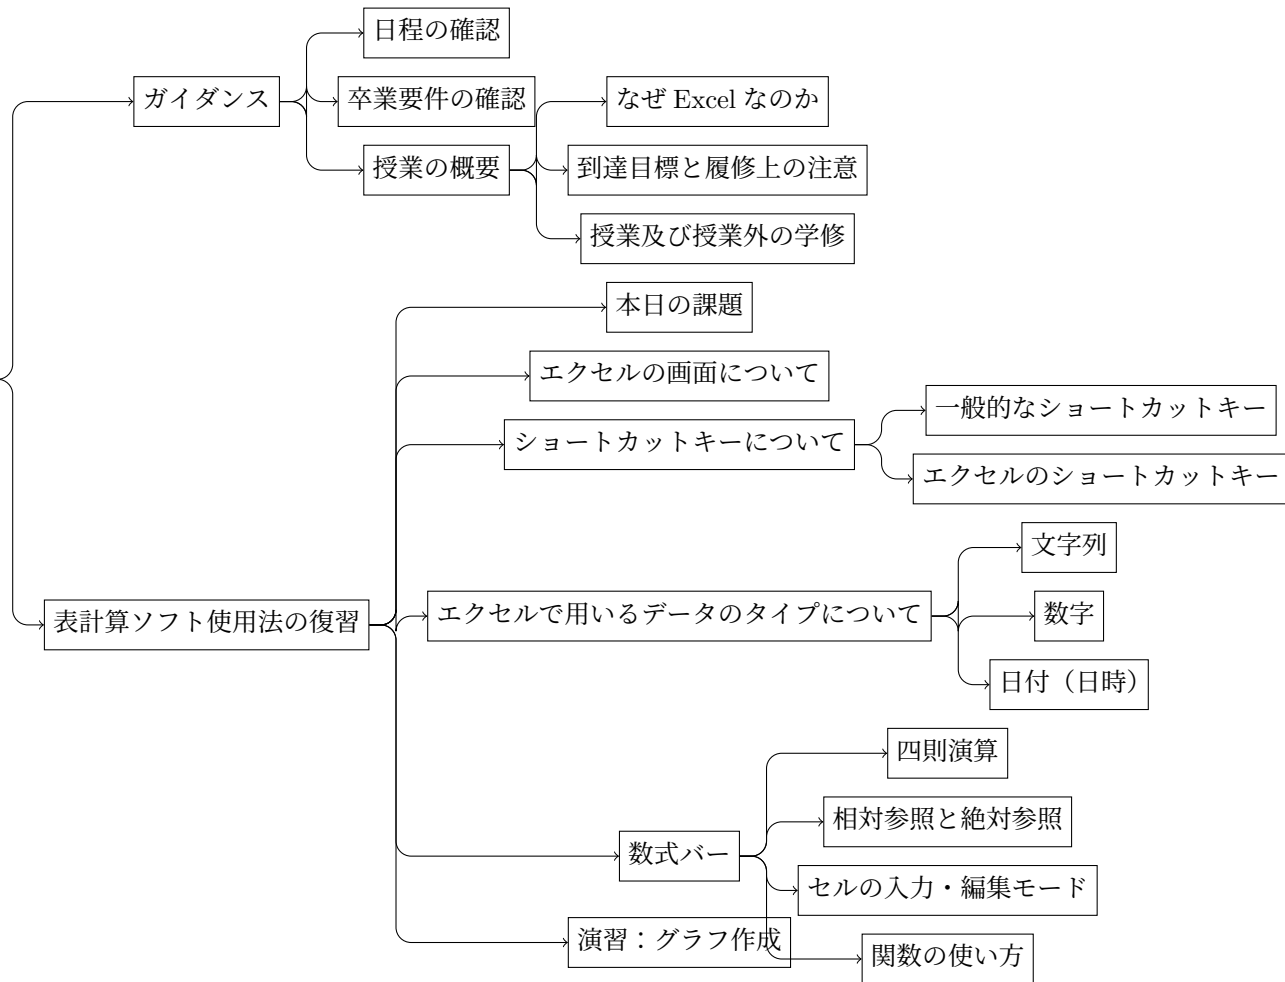 日程の確認
ガイダンス
卒業要件の確認
授業の概要
なぜ Excel なのか
到達目標と履修上の注意
授業及び授業外の学修
表計算ソフト使用法の復習
本日の課題
エクセルの画面について
ショートカットキーについて
一般的なショートカットキー
エクセルのショートカットキー
エクセルで用いるデータのタイプについて
文字列
数字
日付（日時）
数式バー
四則演算
相対参照と絶対参照
セルの入力・編集モード
関数の使い方
演習：グラフ作成